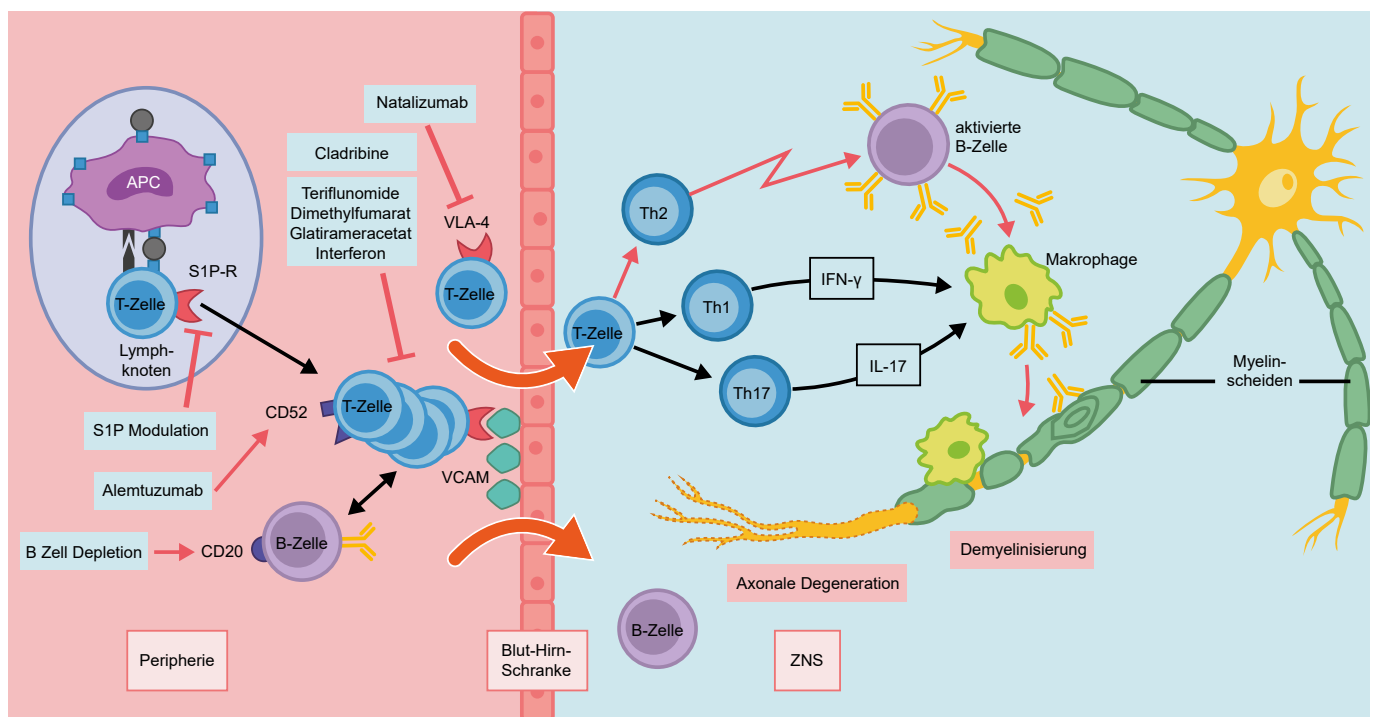 Natalizumab
Cladribine
Teriflunomide
Dimethylfumarat
Glatirameracetat
Interferon
VLA-4
T-Zelle
APC
S1P-R
T-Zelle
Lymph-
knoten
S1P Modulation
CD52
T-Zelle
VCAM
Alemtuzumab
B Zell Depletion
CD20
B-Zelle
Peripherie
Blut-Hirn-
Schranke
T-Zelle
Th2
Th1
Th17
IFN-γ
IL-17
aktivierte
B-Zelle
Makrophage
Myelin-
scheiden
Demyelinisierung
Axonale Degeneration
B-Zelle
ZNS